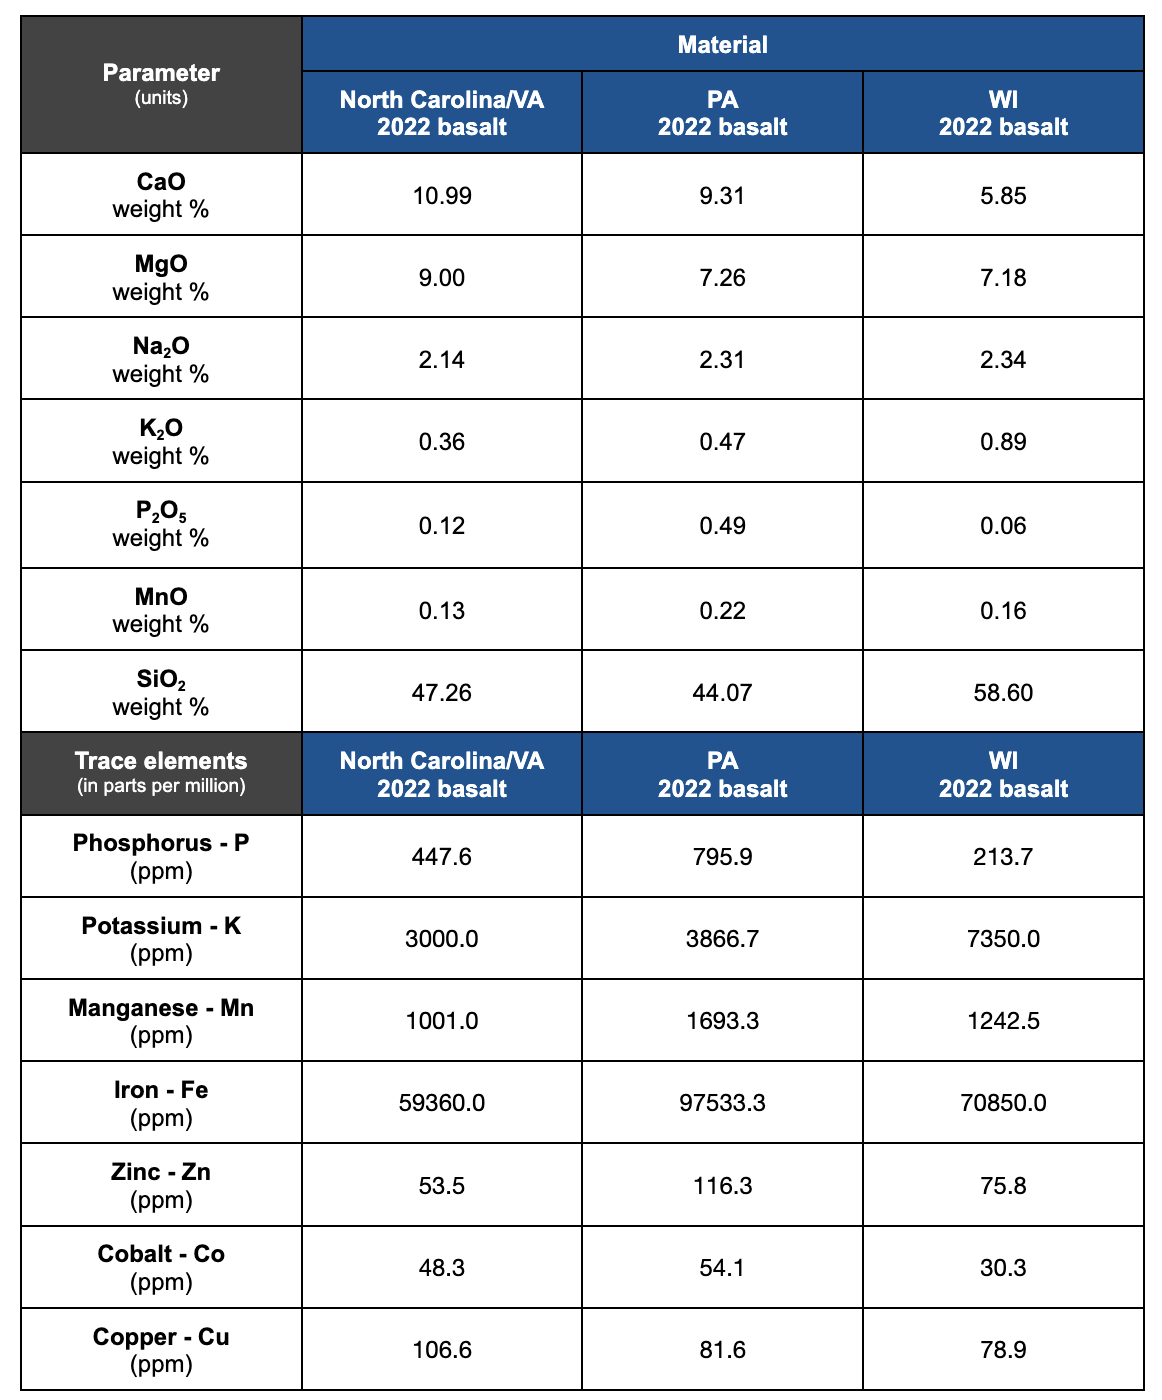 Material
Parameter
(units)
North Carolina/VA
2022 basalt
PA
2022 basalt
WI
2022 basalt
CaO
weight %
10.99
9.31
5.85
MgO
weight %
9.00
7.26
7.18
Na₂O
weight %
2.14
2.31
2.34
K₂O
weight %
0.36
0.47
0.89
P₂O₅
weight %
0.12
0.49
0.06
MnO
weight %
0.13
0.22
0.16
SiO₂
weight %
47.26
44.07
58.60
Trace elements
(in parts per million)
North Carolina/VA
2022 basalt
PA
2022 basalt
WI
2022 basalt
Phosphorus - P
(ppm)
447.6
795.9
213.7
Potassium - K
(ppm)
3000.0
3866.7
7350.0
Manganese - Mn
(ppm)
1001.0
1693.3
1242.5
Iron - Fe
(ppm)
59360.0
97533.3
70850.0
Zinc - Zn
(ppm)
53.5
116.3
75.8
Cobalt - Co
(ppm)
48.3
54.1
30.3
Copper - Cu
(ppm)
106.6
81.6
78.9